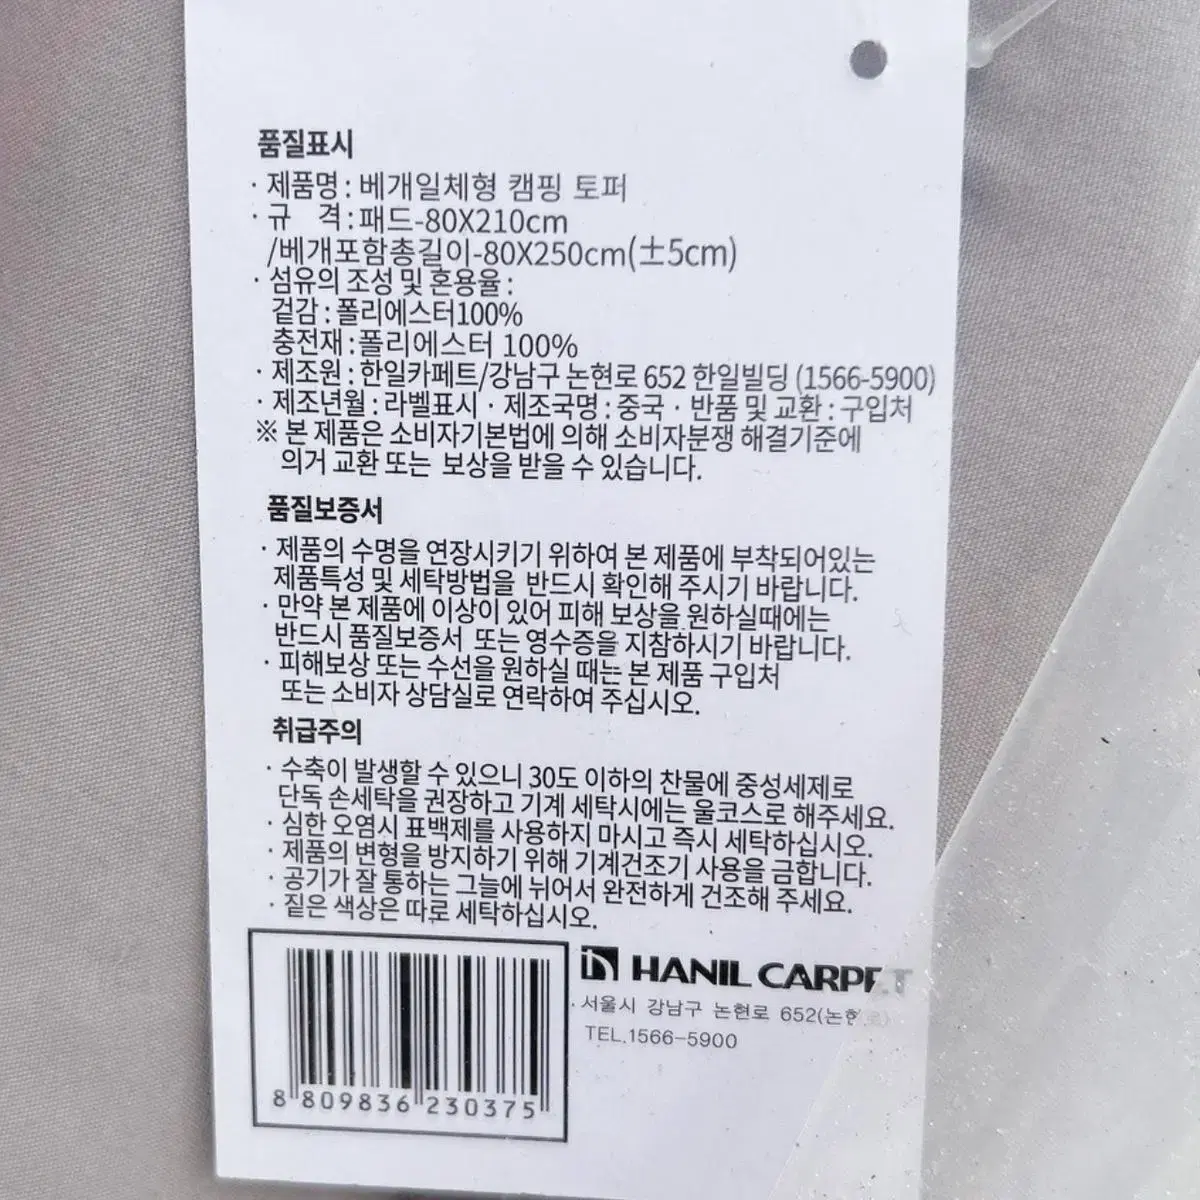 품질표시
· 제품명 : 베개일체형 캠핑 토퍼
· 규 격 : 패드-80X210cm
/베개포함총길이-80X250cm(±5cm)
· 섬유의 조성 및 혼용율 :
겉감 : 폴리에스터100%
충전재 : 폴리에스터 100%
· 제조원 : 한일카페트/강남구 논현로 652 한일빌딩 (1566-5900)
· 제조년월 : 라벨표시 · 제조국명 : 중국 · 반품 및 교환 : 구입처
※ 본 제품은 소비자기본법에 의해 소비자분쟁 해결기준에
의거 교환 또는 보상을 받을 수 있습니다.
품질보증서
· 제품의 수명을 연장시키기 위하여 본 제품에 부착되어있는
제품특성 및 세탁방법을 반드시 확인해 주시기 바랍니다.
· 만약 본 제품에 이상이 있어 피해 보상을 원하실때에는
반드시 품질보증서 또는 영수증을 지참하시기 바랍니다.
· 피해보상 또는 수선을 원하실 때는 본 제품 구입처
또는 소비자 상담실로 연락하여 주십시오.
취급주의
· 수축이 발생할 수 있으니 30도 이하의 찬물에 중성세제로
단독 손세탁을 권장하고 기계 세탁시에는 울코스로 해주세요.
· 심한 오염시 표백제를 사용하지 마시고 즉시 세탁하십시오.
· 제품의 변형을 방지하기 위해 기계건조기 사용을 금합니다.
· 공기가 잘 통하는 그늘에 뉘어서 완전하게 건조해 주세요.
· 짙은 색상은 따로 세탁하십시오.
HANIL CARPET
· 서울시 강남구 논현로 652(논현로)
TEL.1566-5900
8 809836 230375